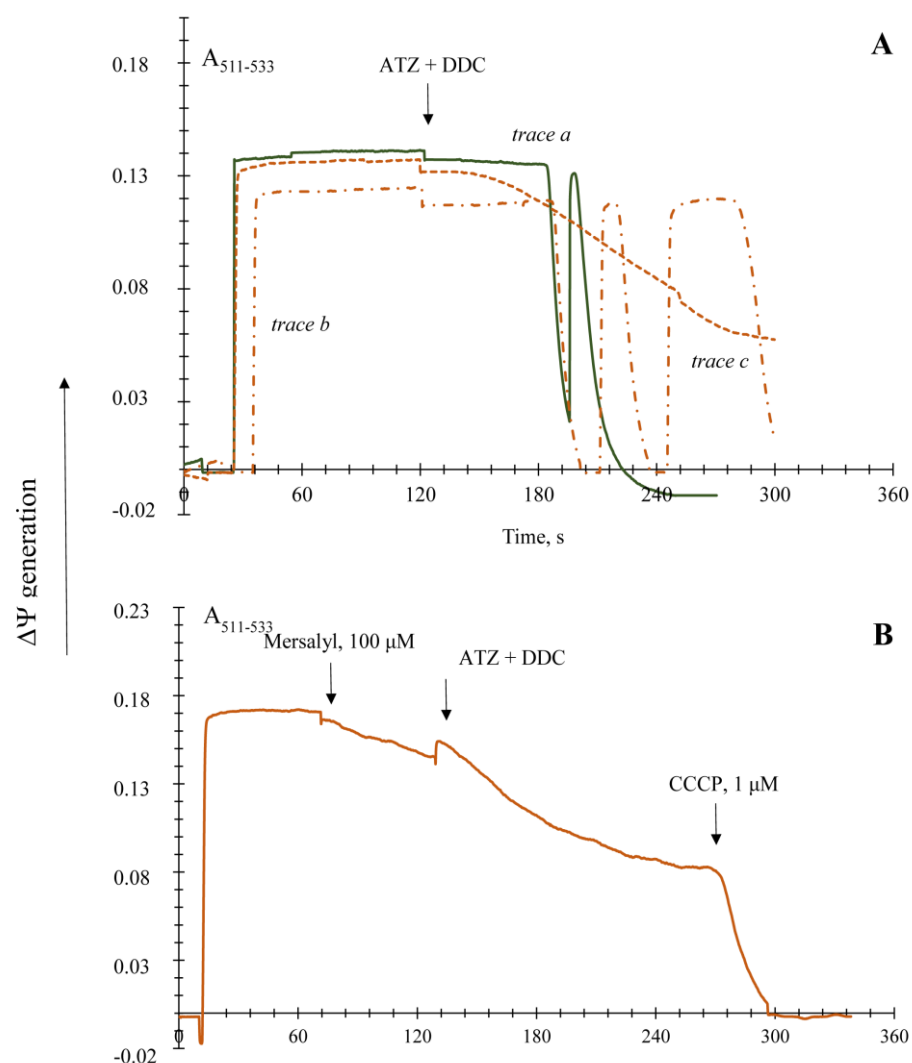 A
A511-533
ATZ + DDC
trace a
trace b
trace c
0.18
0.13
0.08
0.03
-0.02
0 60 120 180 240 300 360
Time, s
ΔΨ generation
B
0.23
A511-533
Mersalyl, 100 μM
ATZ + DDC
0.18
0.13
CCCP, 1 μM
0.08
0.03
-0.02
0 60 120 180 240 300 360